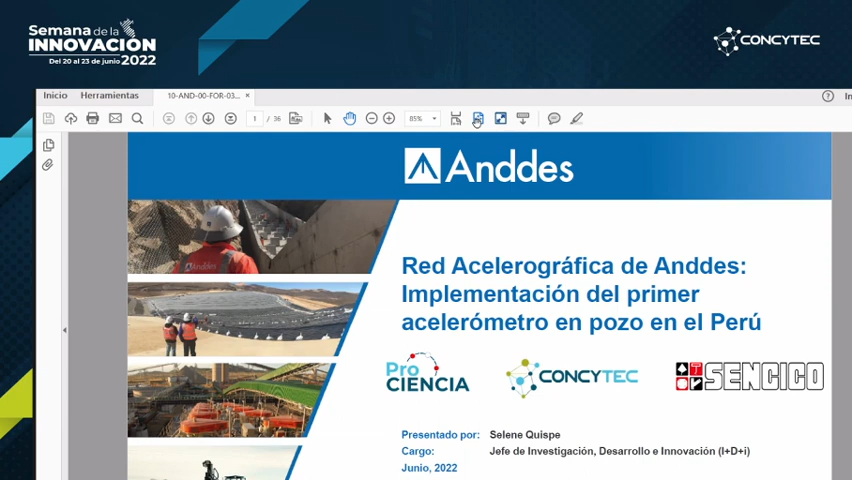 Semana de la
INNOVACIÓN
Del 20 al 23 de junio 2022
CONCYTEC
Inicio Herramientas 10-AND-00-FOR-03... ×
?
1 / 36 85%
Anddes
Anddes
Red Acelerográfica de Anddes:
Implementación del primer
acelerómetro en pozo en el Perú
Pro
CIENCIA
CONCYTEC
SENCICO
Presentado por: Selene Quispe
Cargo: Jefe de Investigación, Desarrollo e Innovación (I+D+i)
Junio, 2022